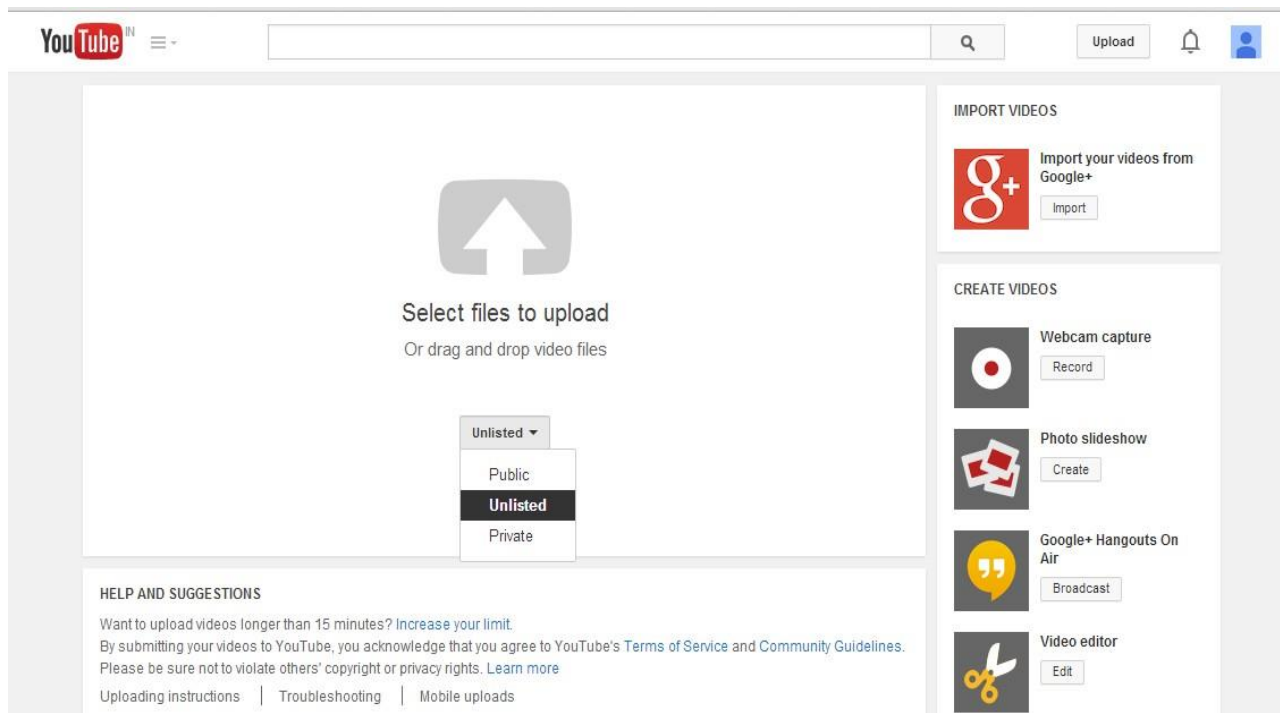 YouTube IN
Upload
Select files to upload
Or drag and drop video files
Unlisted
Public
Unlisted
Private
HELP AND SUGGESTIONS
Want to upload videos longer than 15 minutes? Increase your limit.
By submitting your videos to YouTube, you acknowledge that you agree to YouTube's Terms of Service and Community Guidelines.
Please be sure not to violate others' copyright or privacy rights. Learn more
Uploading instructions | Troubleshooting | Mobile uploads
IMPORT VIDEOS
g+
Import your videos from
Google+
Import
CREATE VIDEOS
Webcam capture
Record
Photo slideshow
Create
Google+ Hangouts On
Air
Broadcast
Video editor
Edit